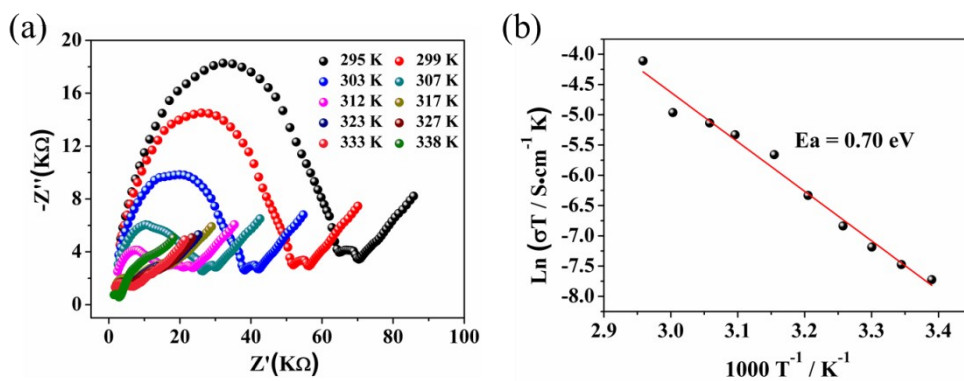 (a)
20
16
12
8
4
0
-Z''(KΩ)
295 K 299 K
303 K 307 K
312 K 317 K
323 K 327 K
333 K 338 K
0 20 40 60 80 100
Z'(KΩ)
(b)
-4.0
-4.5
-5.0
-5.5
-6.0
-6.5
-7.0
-7.5
-8.0
Ln (σT / S•cm⁻¹ K)
Ea = 0.70 eV
2.9 3.0 3.1 3.2 3.3 3.4
1000 T⁻¹ / K⁻¹